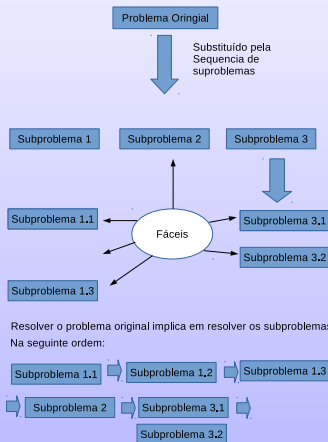 Problema Oringial
Substituído pela
Sequencia de
suproblemas
Subproblema 1
Subproblema 2
Subproblema 3
Subproblema 1.1
Fáceis
Subproblema 3.1
Subproblema 3.2
Subproblema 1.3
Resolver o problema original implica em resolver os subproblemas
Na seguinte ordem:
Subproblema 1.1
Subproblema 1.2
Subproblema 1.3
Subproblema 2
Subproblema 3.1
Subproblema 3.2